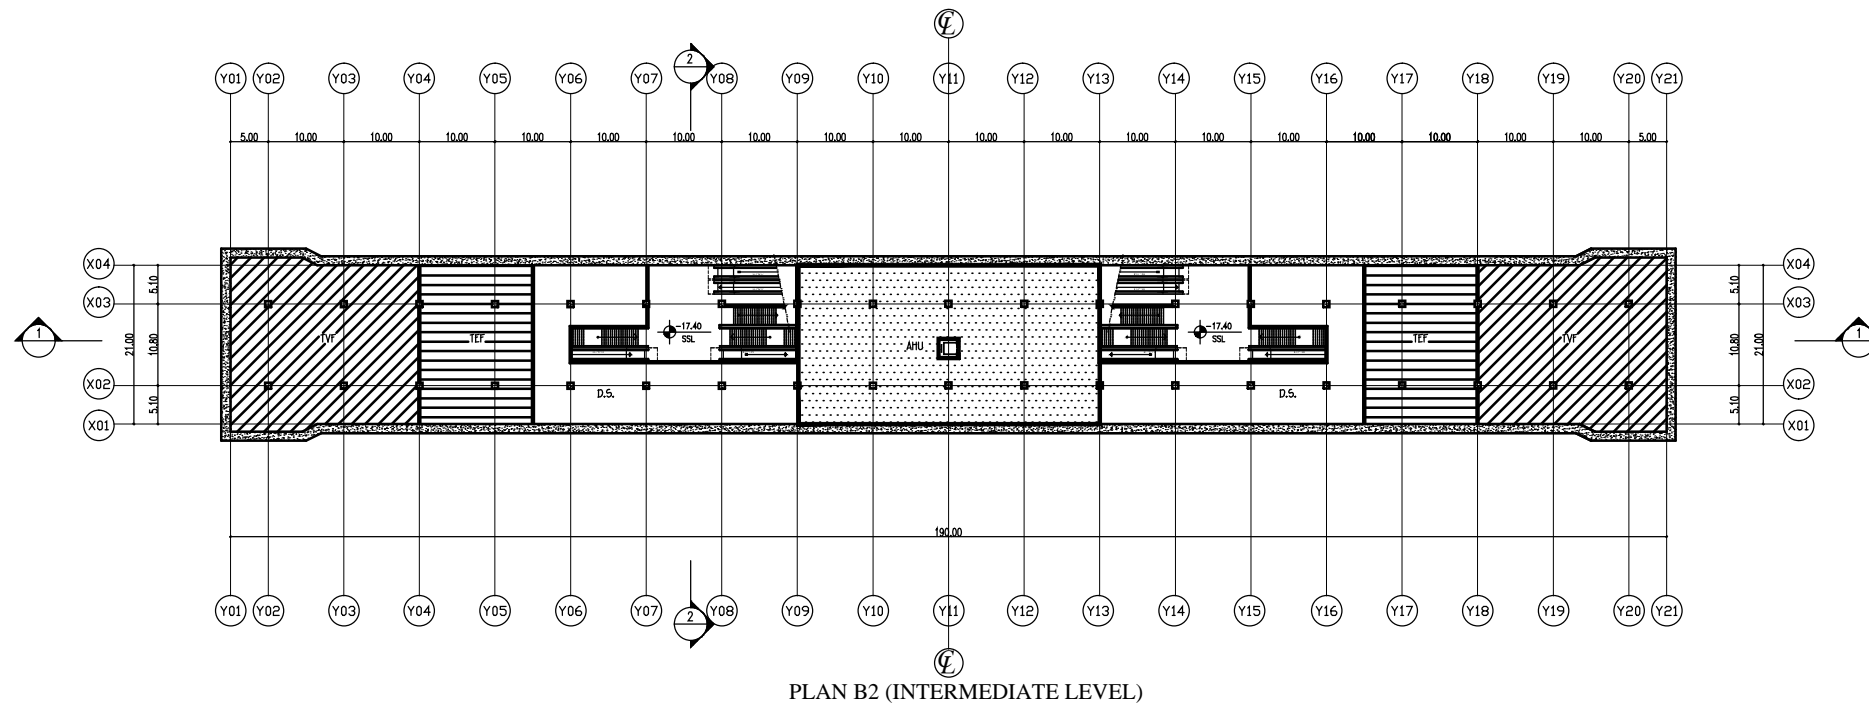 ℄
2
Y01 Y02 Y03 Y04 Y05 Y06 Y07 Y08 Y09 Y10 Y11 Y12 Y13 Y14 Y15 Y16 Y17 Y18 Y19 Y20 Y21
5.00 10.00 10.00 10.00 10.00 10.00 10.00 10.00 10.00 10.00 10.00 10.00 10.00 10.00 10.00 10.00 10.00 10.00 10.00 5.00
X04 X04
5.10 5.10
X03 X03
1 21.00 10.80 TVF TEF -17.40 SSL AHU -17.40 SSL TEF TVF 10.80 21.00 1
X02 X02
D.S. D.S.
5.10 5.10
X01 X01
190.00
Y01 Y02 Y03 Y04 Y05 Y06 Y07 Y08 Y09 Y10 Y11 Y12 Y13 Y14 Y15 Y16 Y17 Y18 Y19 Y20 Y21
2
℄
PLAN B2 (INTERMEDIATE LEVEL)